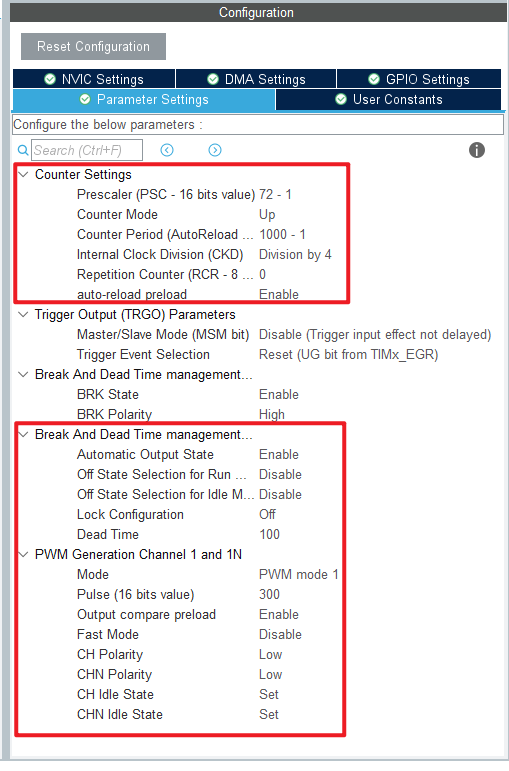 Configuration
Reset Configuration
NVIC Settings DMA Settings GPIO Settings
Parameter Settings User Constants
Configure the below parameters :
Search (Ctrl+F)
Counter Settings
Prescaler (PSC - 16 bits value) 72 - 1
Counter Mode Up
Counter Period (AutoReload ... 1000 - 1
Internal Clock Division (CKD) Division by 4
Repetition Counter (RCR - 8 ... 0
auto-reload preload Enable
Trigger Output (TRGO) Parameters
Master/Slave Mode (MSM bit) Disable (Trigger input effect not delayed)
Trigger Event Selection Reset (UG bit from TIMx_EGR)
Break And Dead Time management...
BRK State Enable
BRK Polarity High
Break And Dead Time management...
Automatic Output State Enable
Off State Selection for Run ... Disable
Off State Selection for Idle M... Disable
Lock Configuration Off
Dead Time 100
PWM Generation Channel 1 and 1N
Mode PWM mode 1
Pulse (16 bits value) 300
Output compare preload Enable
Fast Mode Disable
CH Polarity Low
CHN Polarity Low
CH Idle State Set
CHN Idle State Set